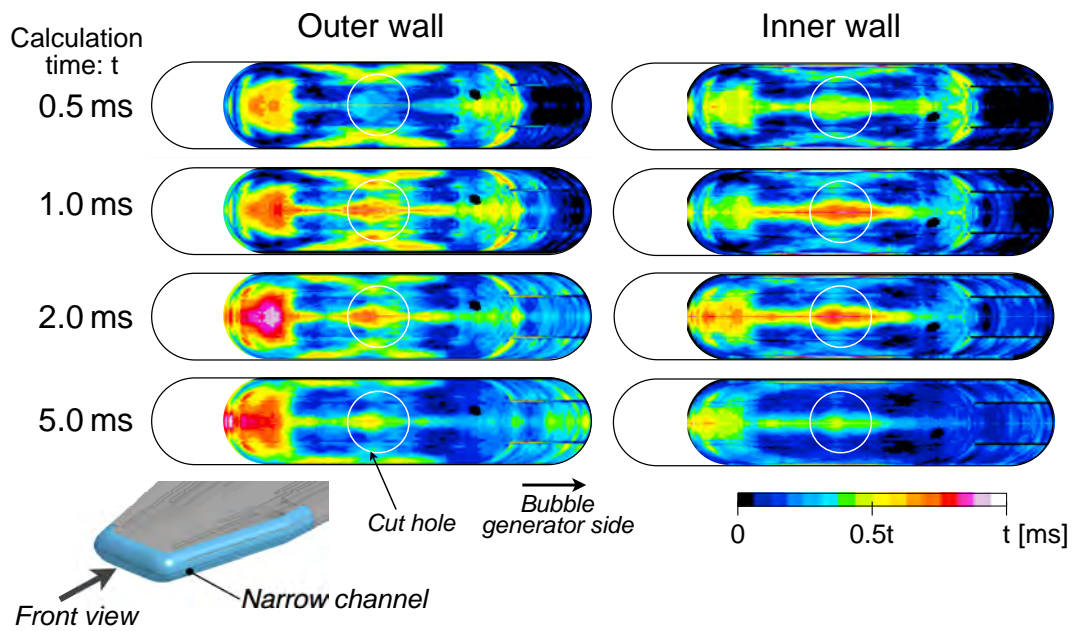 Outer wall
Inner wall
Calculation
time: t
0.5 ms
1.0 ms
2.0 ms
5.0 ms
Cut hole
Bubble
generator side
0
0.5t
t [ms]
Narrow channel
Front view